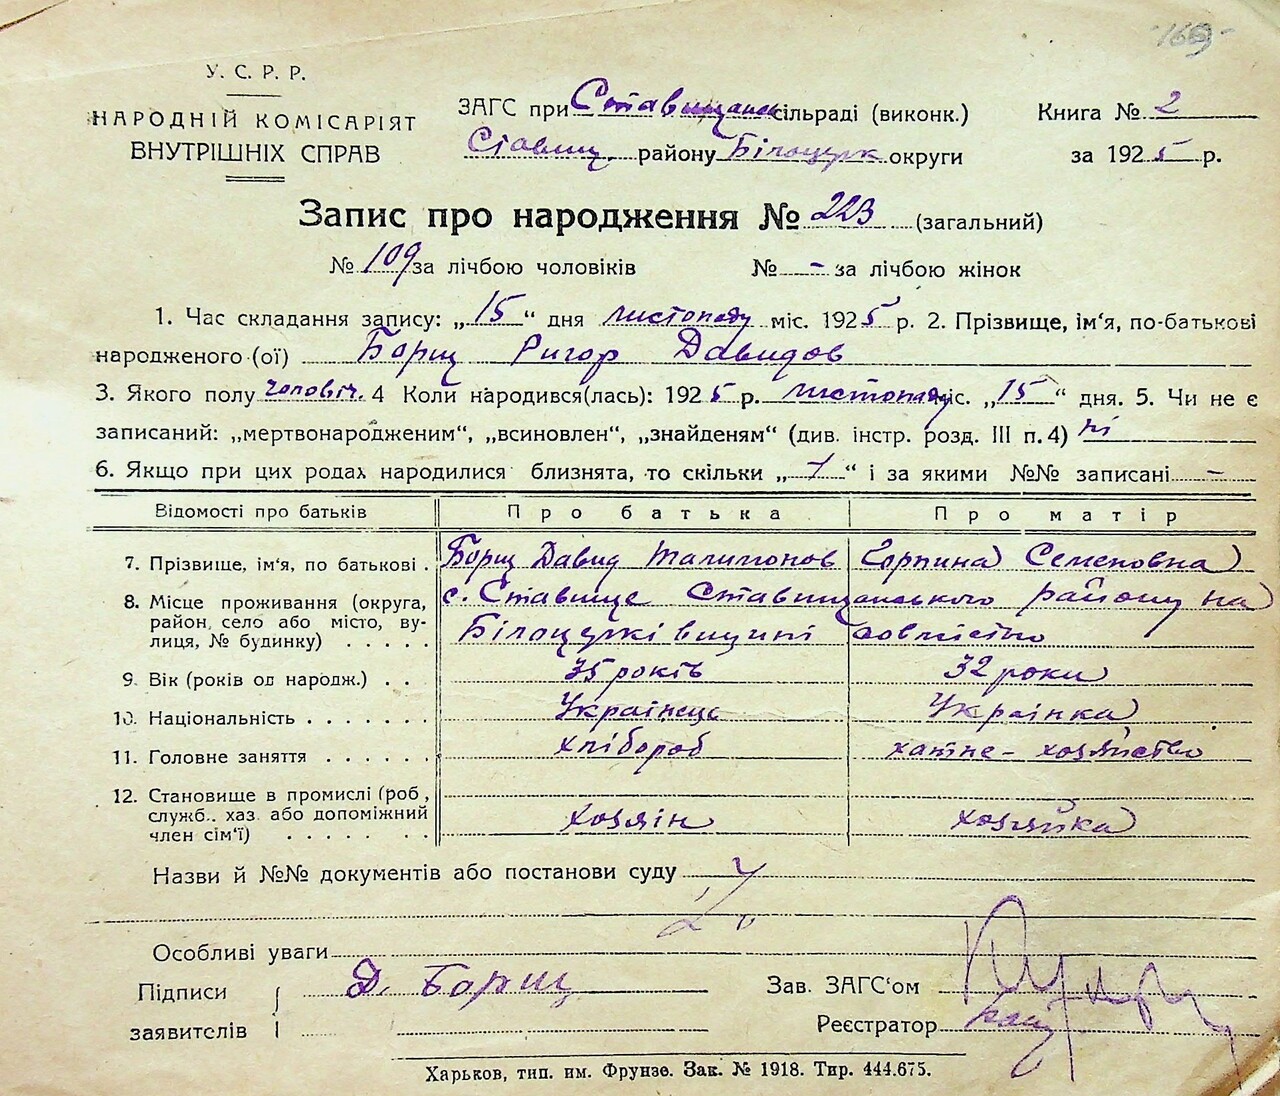 -169-
У. С. Р. Р.
НАРОДНІЙ КОМІСАРІЯТ
ВНУТРІШНІХ СПРАВ
ЗАГС при Ставищанск сільраді (виконк.)
Ставищ. району Білоцерк округи
Книга № 2
за 1925 р.
Запис про народження № 223 (загальний)
№ 109 за лічбою чоловіків № - за лічбою жінок
1. Час складання запису: „15“ дня листопаду міс. 1925 р. 2. Прізвище, ім'я, по-батькові
народженого (ої) Борщ Ригор Давидов
3. Якого полу чоловіч. 4 Коли народився(лась): 1925 р. листопаду міс. „15“ дня. 5. Чи не є
записаний: „мертвонародженим“, „всиновлен“, „знайденям“ (див. інстр. розд. III п. 4) ні
6. Якщо при цих родах народилися близнята, то скільки „1“ і за якими №№ записані -
Відомості про батьків Про батька Про матір
7. Прізвище, ім'я, по батькові . Борщ Давид Талимонов Єврпина Семеновна
8. Місце проживання (округа, с. Ставище Ставищанського району на
район, село або місто, ву-
лиця, № будинку) . . . . . Білоцерківщині
9. Вік (років од народж.) . . 35 років 32 роки
10. Національність . . . . . . . Українець Українка
11. Головне заняття . . . . . . хлібороб хатне - хозяйство
12. Становище в промислі (роб,
служб.. хаз. або допоміжний
член сім'ї) . . . . . . хозяін хозяйка
Назви й №№ документів або постанови суду
Особливі уваги
Підписи Д. Борщ
заявителів
Зав. ЗАГС'ом
Реєстратор
Харьков, тип. им. Фрунзе. Зак. № 1918. Тир. 444.675.